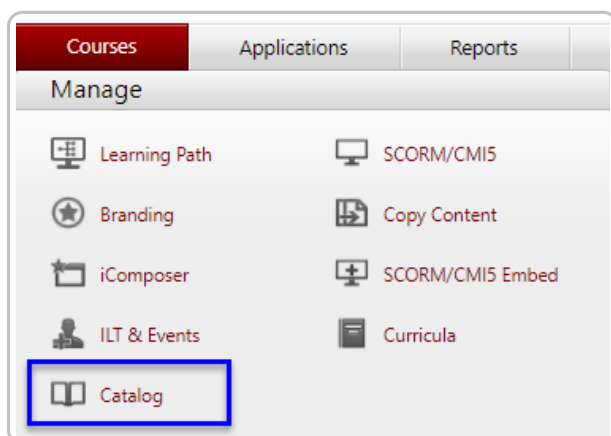 Courses Applications Reports
Manage
Learning Path SCORM/CMI5
Branding Copy Content
iComposer SCORM/CMI5 Embed
ILT & Events Curricula
Catalog